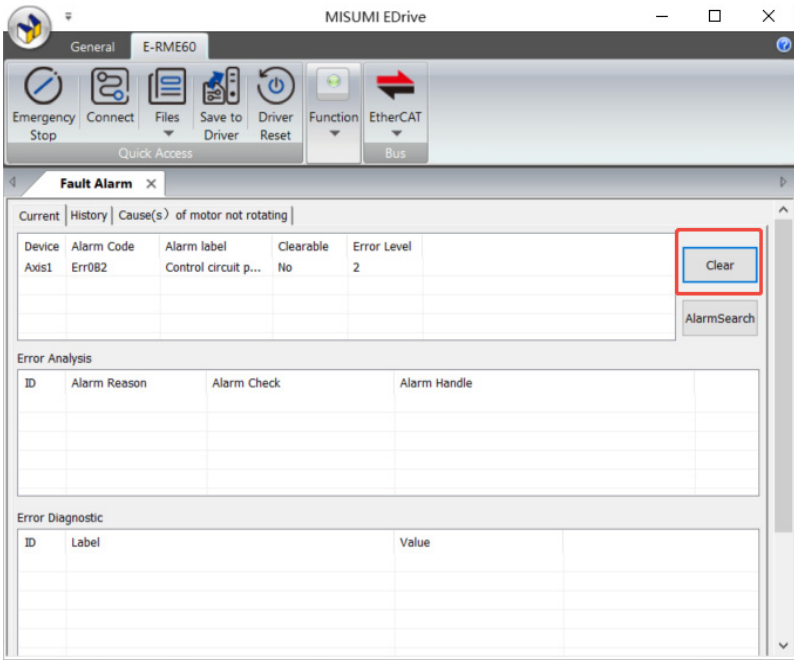 MISUMI EDrive
General E-RME60
Emergency Stop Connect Files Save to Driver Driver Reset Function EtherCAT
Quick Access Bus
Fault Alarm
Current History Cause(s）of motor not rotating
Device Alarm Code Alarm label Clearable Error Level
Axis1 Err0B2 Control circuit p... No 2
Clear
AlarmSearch
Error Analysis
ID Alarm Reason Alarm Check Alarm Handle
Error Diagnostic
ID Label Value